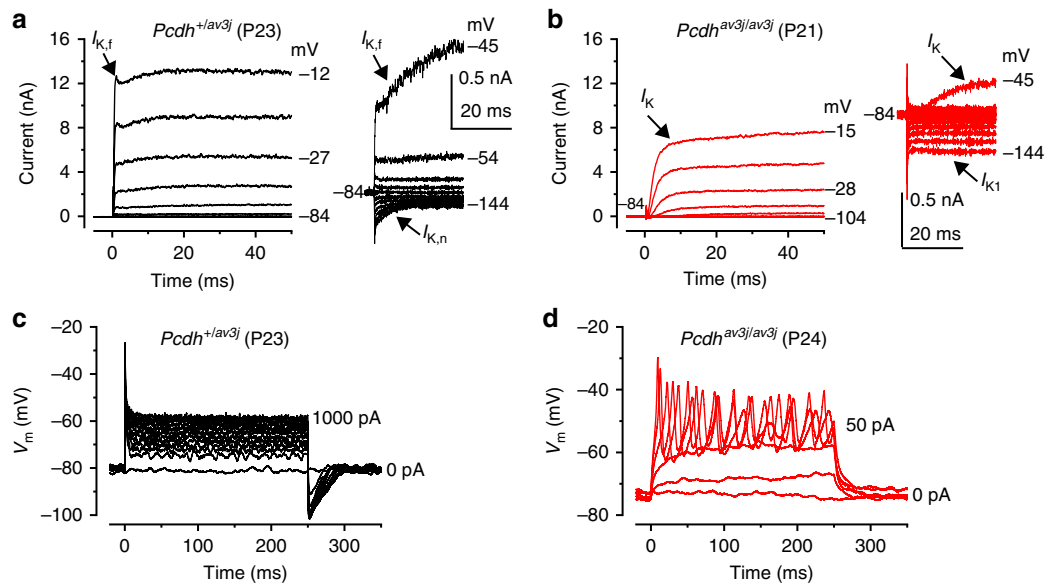 a
Pcdh+/av3j (P23)
IK,f
mV
16
12
8
4
0
Current (nA)
–12
–27
–84
0 20 40
Time (ms)
IK,f
mV
–45
0.5 nA
20 ms
–54
–84
–144
IK,n
b
Pcdhav3j/av3j (P21)
16
12
8
4
0
Current (nA)
IK
mV
–15
–28
–84
–104
0 20 40
Time (ms)
IK
mV
–45
–84
–144
IK1
0.5 nA
20 ms
c
Pcdh+/av3j (P23)
–20
–40
–60
–80
–100
Vm (mV)
1000 pA
0 pA
0 100 200 300
Time (ms)
d
Pcdhav3j/av3j (P24)
–20
–40
–60
–80
Vm (mV)
50 pA
0 pA
0 100 200 300
Time (ms)